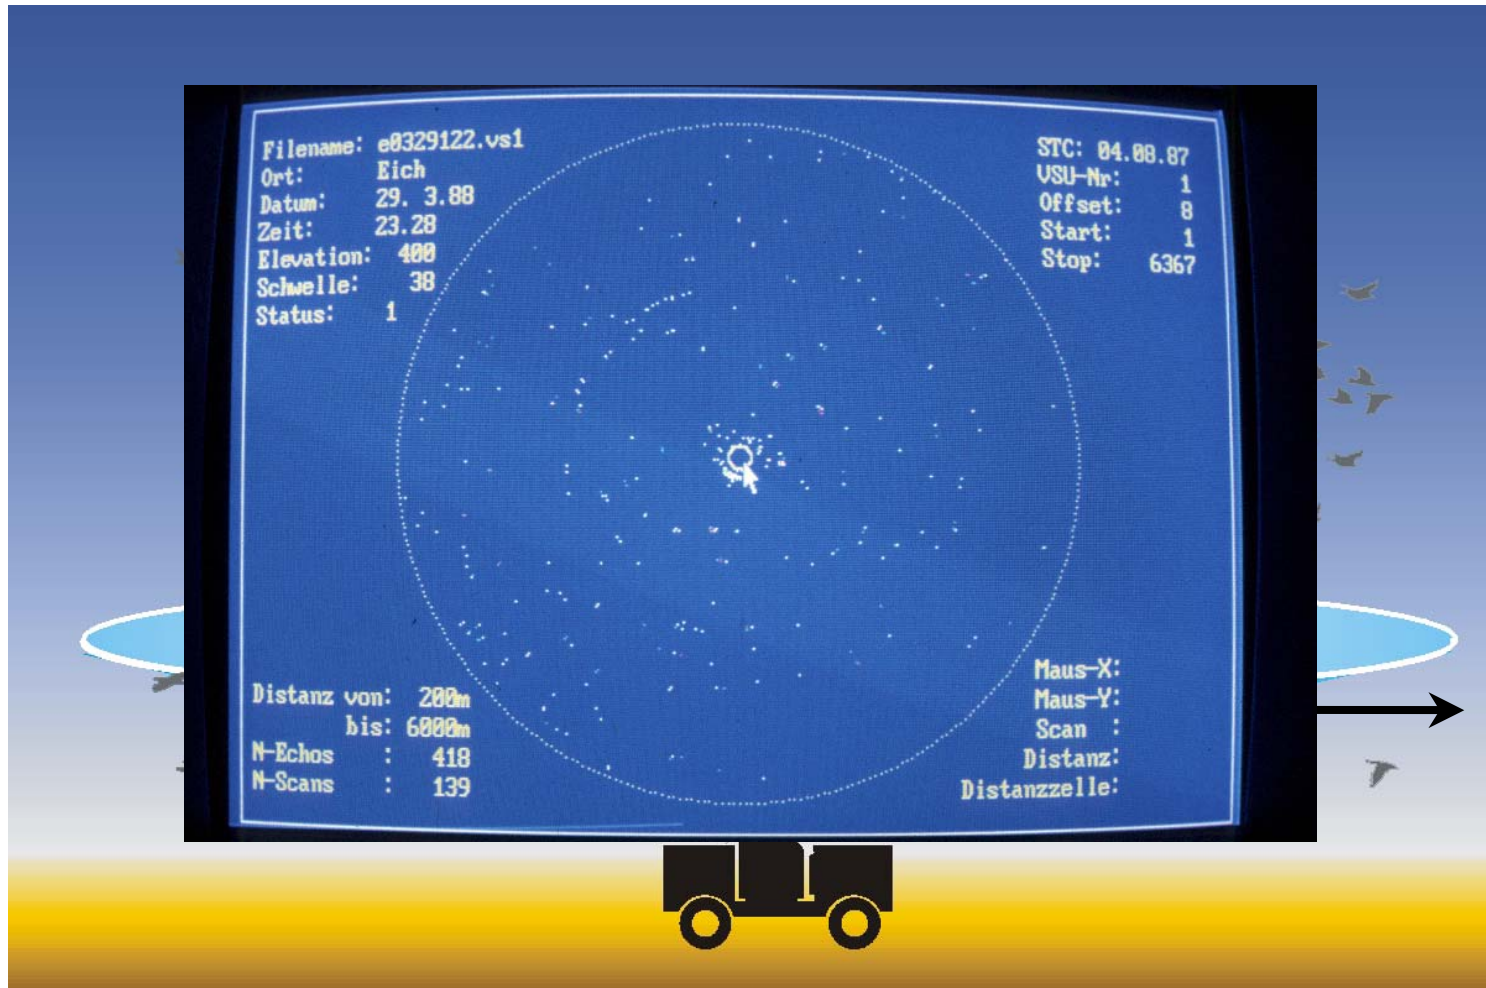 Filename: e0329122.vs1
Ort: Eich
Datum: 29. 3.88
Zeit: 23.28
Elevation: 400
Schwelle: 38
Status: 1
STC: 04.08.87
VSU-Nr: 1
Offset: 8
Start: 1
Stop: 6367
Distanz von: 200m
bis: 6000m
N-Echos : 418
N-Scans : 139
Maus-X:
Maus-Y:
Scan :
Distanz:
Distanzzelle: